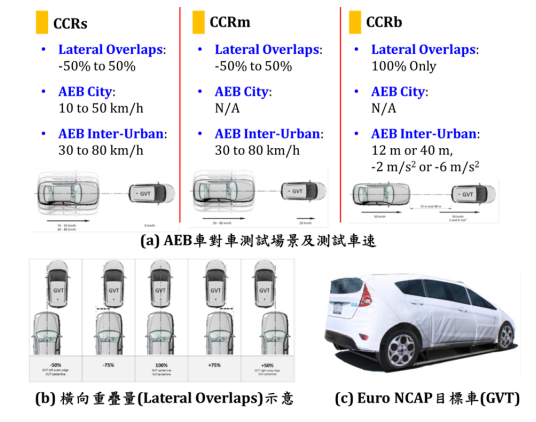 CCRs
• Lateral Overlaps:
-50% to 50%
• AEB City:
10 to 50 km/h
• AEB Inter-Urban:
30 to 80 km/h
GVT
CCRm
• Lateral Overlaps:
-50% to 50%
• AEB City:
N/A
• AEB Inter-Urban:
30 to 80 km/h
GVT
CCRb
• Lateral Overlaps:
100% Only
• AEB City:
N/A
• AEB Inter-Urban:
12 m or 40 m,
-2 m/s² or -6 m/s²
GVT
(a) AEB車對車測試場景及測試車速
GVT GVT GVT GVT GVT
-50% -75% 100% +75% +50%
(b) 橫向重疊量(Lateral Overlaps)示意
(c) Euro NCAP目標車(GVT)